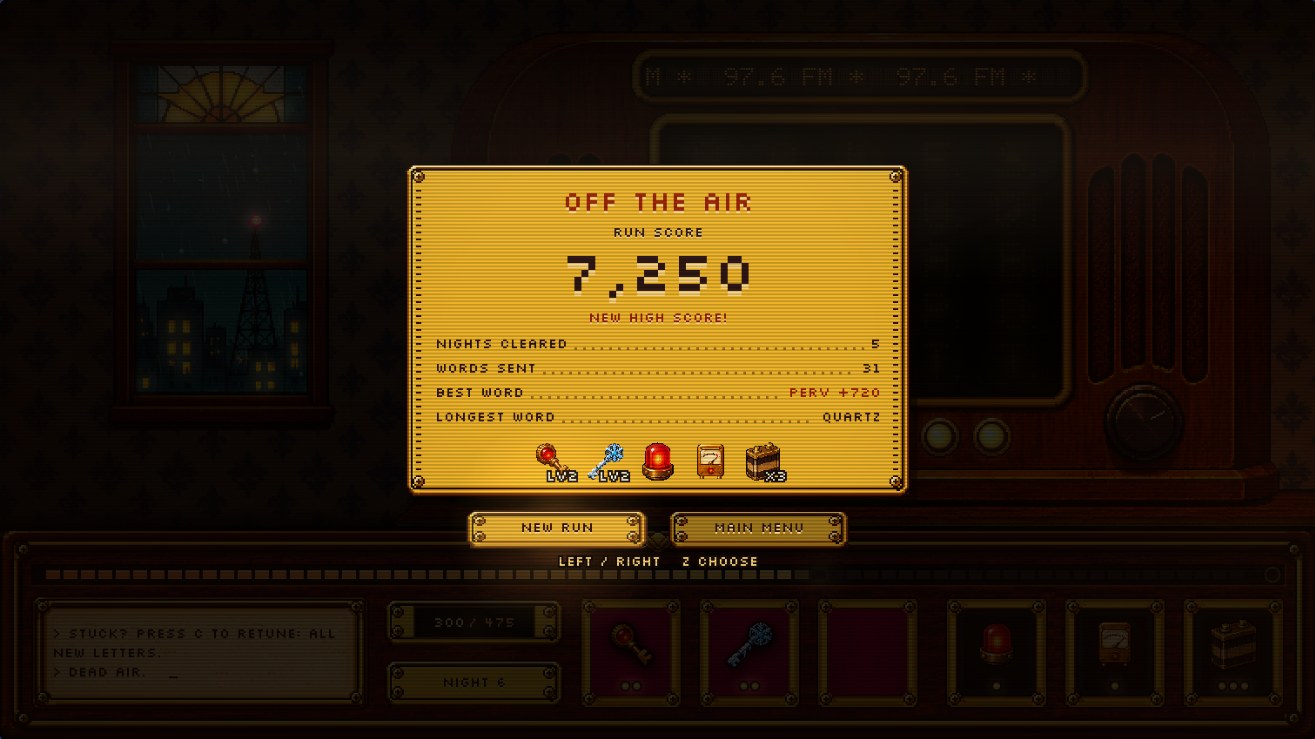 M * 97.6 FM * 97.6 FM *
OFF THE AIR
RUN SCORE
7,250
NEW HIGH SCORE!
NIGHTS CLEARED 5
WORDS SENT 31
BEST WORD PERV +720
LONGEST WORD QUARTZ
LV2 LV2 X3
NEW RUN MAIN MENU
LEFT / RIGHT Z CHOOSE
> STUCK? PRESS C TO RETUNE: ALL
NEW LETTERS.
> DEAD AIR. _
300 / 475
NIGHT 6